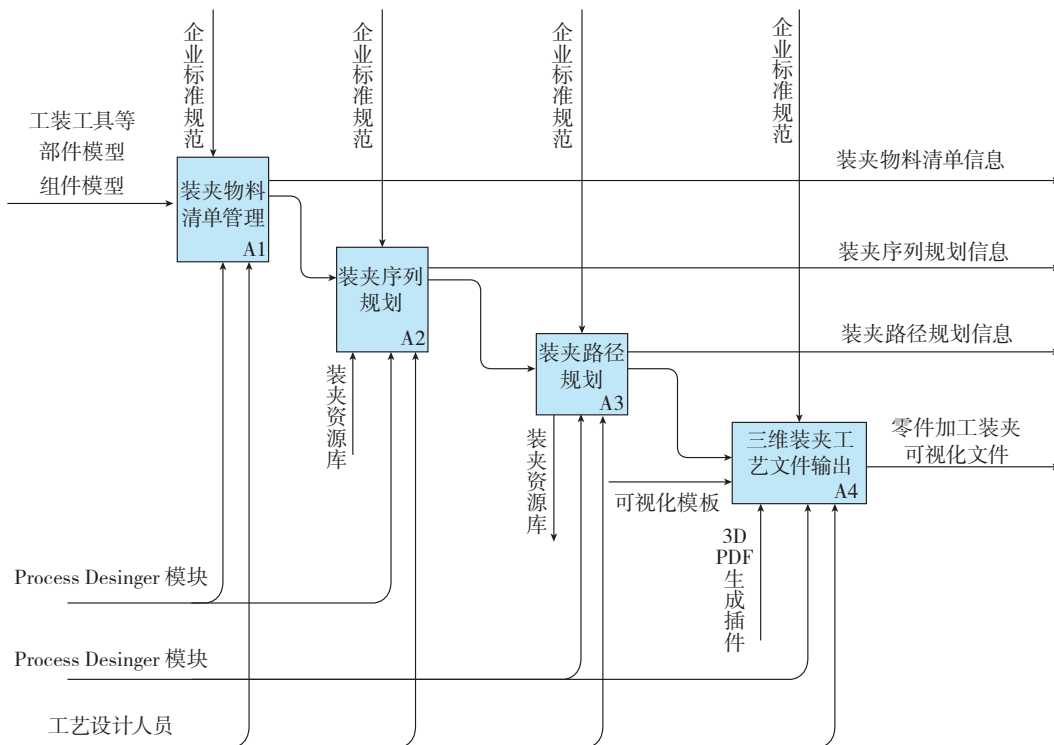 企业标准规范
企业标准规范
企业标准规范
企业标准规范
工装工具等
部件模型
组件模型
装夹物料清单信息
装夹物料
清单管理
A1
装夹序列规划信息
装夹序列
规划
A2
装夹资源库
装夹路径规划信息
装夹路径
规划
A3
装夹资源库
三维装夹工
艺文件输出
A4
零件加工装夹
可视化文件
可视化模板
3D
PDF
生成插件
Process Desinger 模块
Process Desinger 模块
工艺设计人员